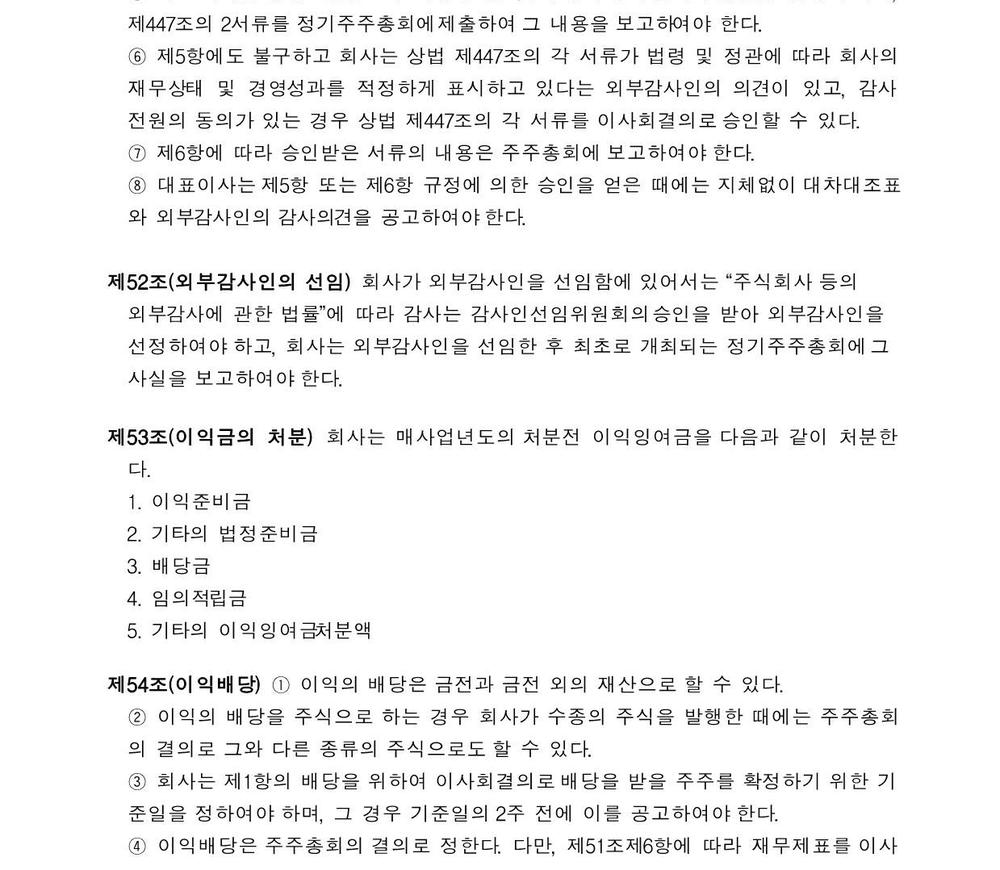 제447조의 2서류를 정기주주총회에 제출하여 그 내용을 보고하여야 한다.
⑥ 제5항에도 불구하고 회사는 상법 제447조의 각 서류가 법령 및 정관에 따라 회사의
재무상태 및 경영성과를 적정하게 표시하고 있다는 외부감사인의 의견이 있고, 감사
전원의 동의가 있는 경우 상법 제447조의 각 서류를 이사회결의로 승인할 수 있다.
⑦ 제6항에 따라 승인받은 서류의 내용은 주주총회에 보고하여야 한다.
⑧ 대표이사는 제5항 또는 제6항 규정에 의한 승인을 얻은 때에는 지체없이 대차대조표
와 외부감사인의 감사의견을 공고하여야 한다.
제52조(외부감사인의 선임) 회사가 외부감사인을 선임함에 있어서는 “주식회사 등의
외부감사에 관한 법률”에 따라 감사는 감사인선임위원회의 승인을 받아 외부감사인을
선정하여야 하고, 회사는 외부감사인을 선임한 후 최초로 개최되는 정기주주총회에 그
사실을 보고하여야 한다.
제53조(이익금의 처분) 회사는 매사업년도의 처분전 이익잉여금을 다음과 같이 처분한
다.
1. 이익준비금
2. 기타의 법정준비금
3. 배당금
4. 임의적립금
5. 기타의 이익잉여금처분액
제54조(이익배당) ① 이익의 배당은 금전과 금전 외의 재산으로 할 수 있다.
② 이익의 배당을 주식으로 하는 경우 회사가 수종의 주식을 발행한 때에는 주주총회
의 결의로 그와 다른 종류의 주식으로도 할 수 있다.
③ 회사는 제1항의 배당을 위하여 이사회결의로 배당을 받을 주주를 확정하기 위한 기
준일을 정하여야 하며, 그 경우 기준일의 2주 전에 이를 공고하여야 한다.
④ 이익배당은 주주총회의 결의로 정한다. 다만, 제51조제6항에 따라 재무제표를 이사